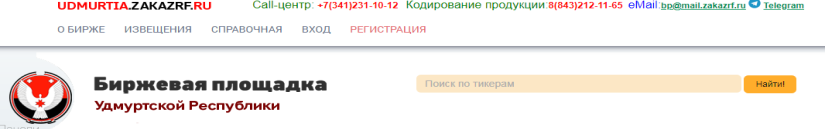 UDMURTIA.ZAKAZRF.RU Call-центр: +7(341)231-10-12 Кодирование продукции:8(843)212-11-65 eMail:bp@mail.zakazrf.ru Telegram
О БИРЖЕ ИЗВЕЩЕНИЯ СПРАВОЧНАЯ ВХОД РЕГИСТРАЦИЯ
Биржевая площадка
Удмуртской Республики
Поиск по тикерам Найти!